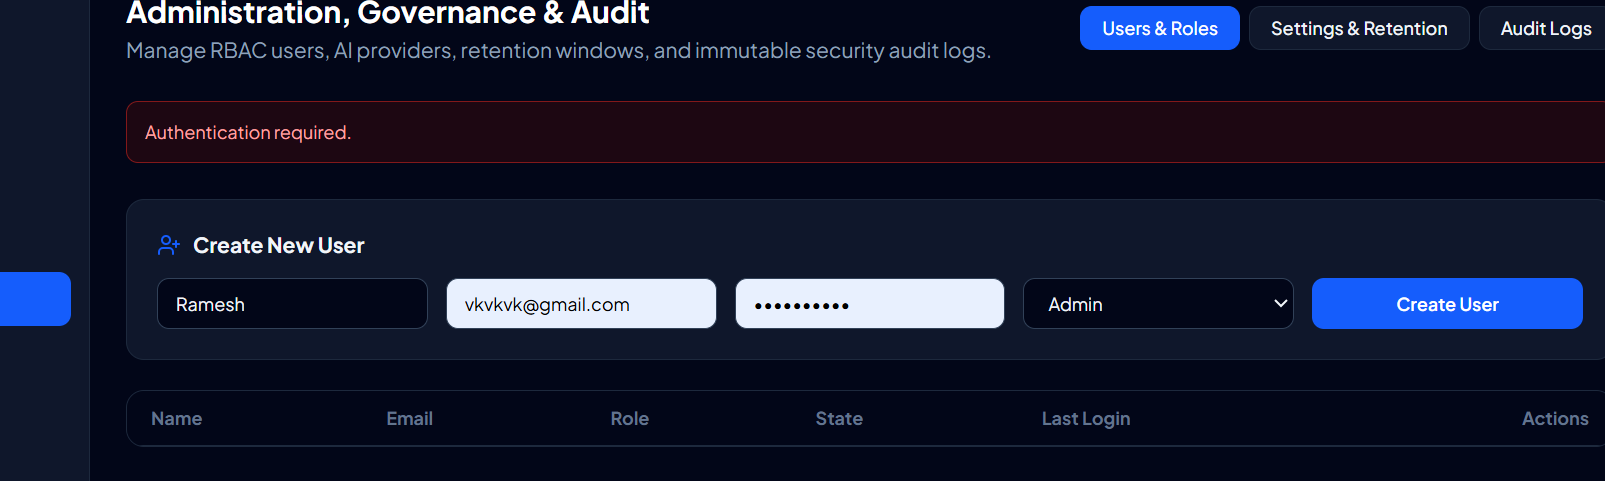 Administration, Governance & Audit
Manage RBAC users, AI providers, retention windows, and immutable security audit logs.
Users & Roles
Settings & Retention
Audit Logs
Authentication required.
Create New User
Ramesh
vkvkvk@gmail.com
••••••••••
Admin
Create User
Name Email Role State Last Login Actions